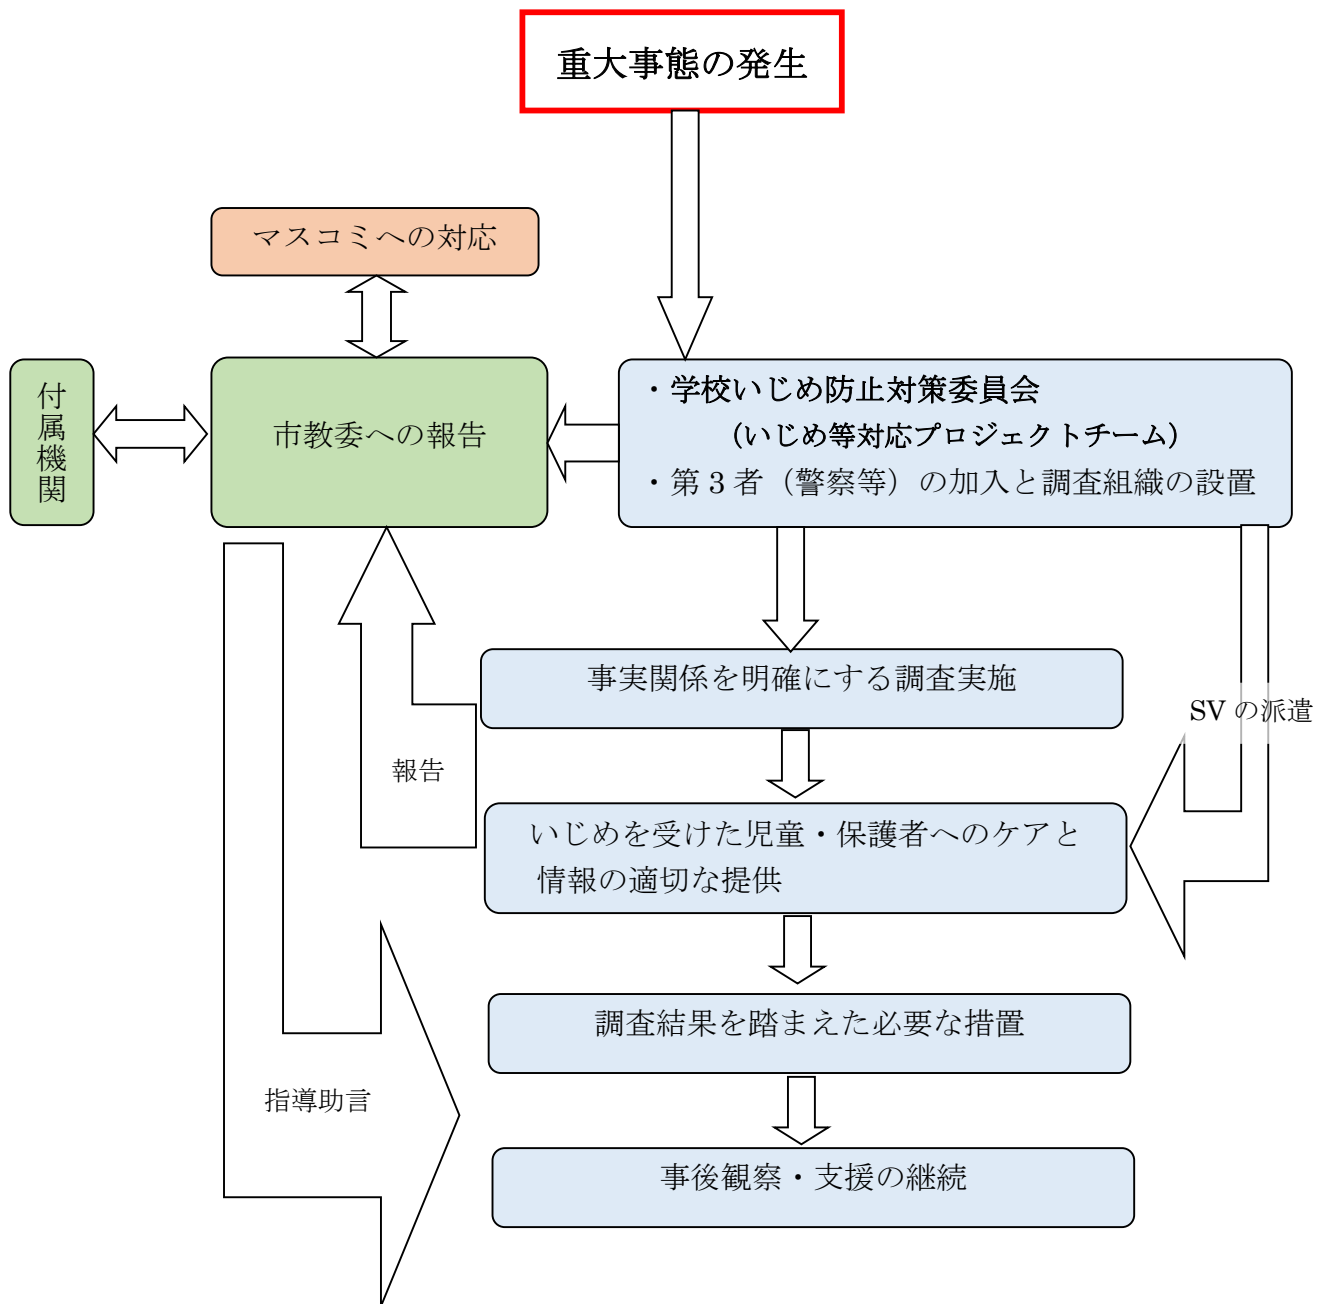 重大事態の発生
マスコミへの対応
付属機関
市教委への報告
・学校いじめ防止対策委員会
（いじめ等対応プロジェクトチーム）
・第３者（警察等）の加入と調査組織の設置
事実関係を明確にする調査実施
SV の派遣
報告
いじめを受けた児童・保護者へのケアと
情報の適切な提供
調査結果を踏まえた必要な措置
指導助言
事後観察・支援の継続